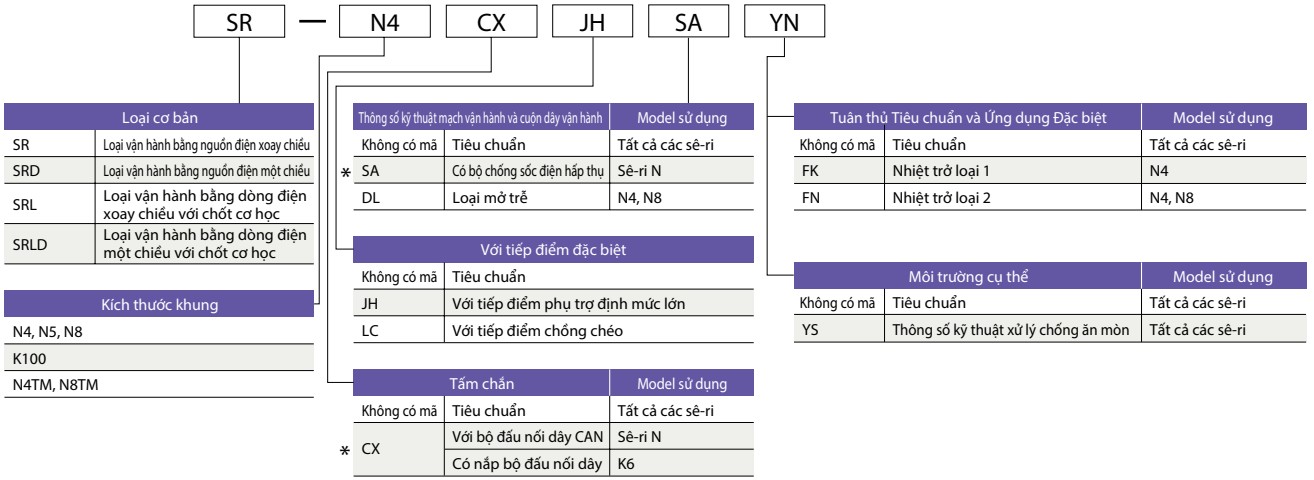 SR — N4 CX JH SA YN
Loại cơ bản
SR Loại vận hành bằng nguồn điện xoay chiều
SRD Loại vận hành bằng nguồn điện một chiều
SRL Loại vận hành bằng dòng điện
xoay chiều với chốt cơ học
SRLD Loại vận hành bằng dòng điện
một chiều với chốt cơ học
Kích thước khung
N4, N5, N8
K100
N4TM, N8TM
Thông số kỹ thuật mạch vận hành và cuộn dây vận hành Model sử dụng
Không có mã Tiêu chuẩn Tất cả các sê-ri
* SA Có bộ chống sốc điện hấp thụ Sê-ri N
DL Loại mở trễ N4, N8
Với tiếp điểm đặc biệt
Không có mã Tiêu chuẩn
JH Với tiếp điểm phụ trợ định mức lớn
LC Với tiếp điểm chồng chéo
Tấm chắn Model sử dụng
Không có mã Tiêu chuẩn Tất cả các sê-ri
* CX Với bộ đấu nối dây CAN Sê-ri N
Có nắp bộ đấu nối dây K6
Tuân thủ Tiêu chuẩn và Ứng dụng Đặc biệt Model sử dụng
Không có mã Tiêu chuẩn Tất cả các sê-ri
FK Nhiệt trở loại 1 N4
FN Nhiệt trở loại 2 N4, N8
Môi trường cụ thể Model sử dụng
Không có mã Tiêu chuẩn Tất cả các sê-ri
YS Thông số kỹ thuật xử lý chống ăn mòn Tất cả các sê-ri